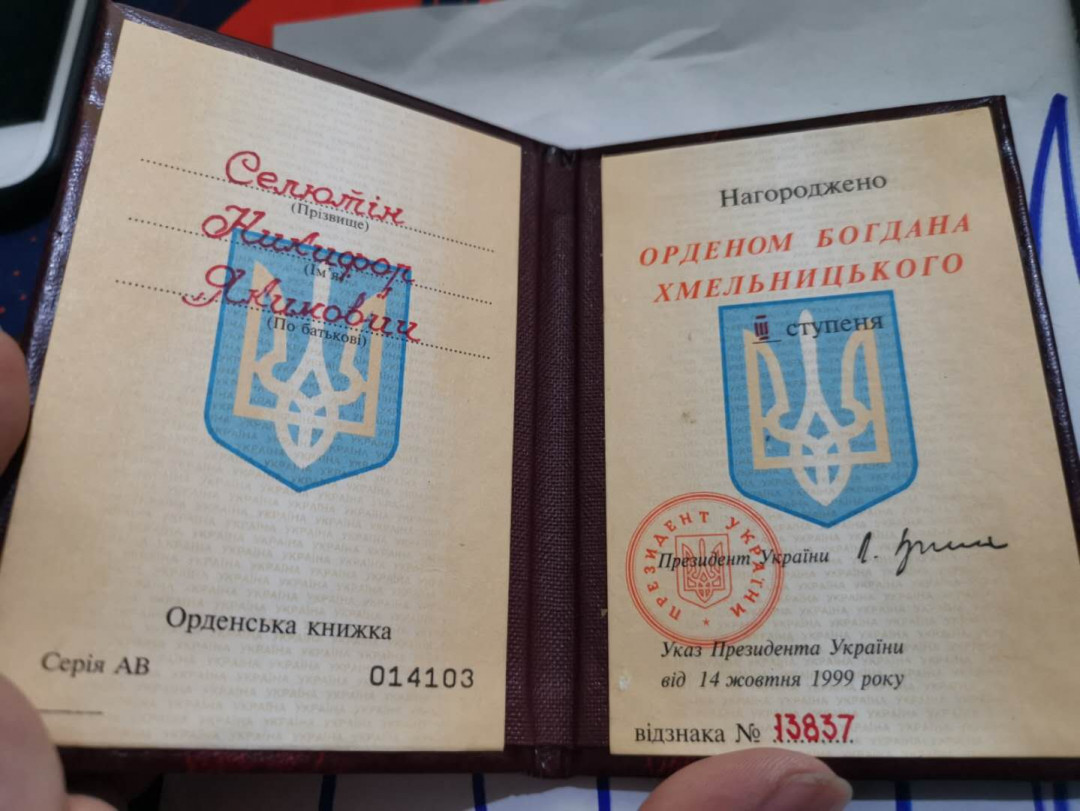 Селютін
(Прізвище)
Никифор
(Ім'я)
Якимович
(По батькові)
Орденська книжка
Серія АВ
014103
Нагороджено
ОРДЕНОМ БОГДАНА
ХМЕЛЬНИЦЬКОГО
III ступеня
ПРЕЗИДЕНТ УКРАЇНИ
Президент України
Указ Президента України
від 14 жовтня 1999 року
відзнака № 13837